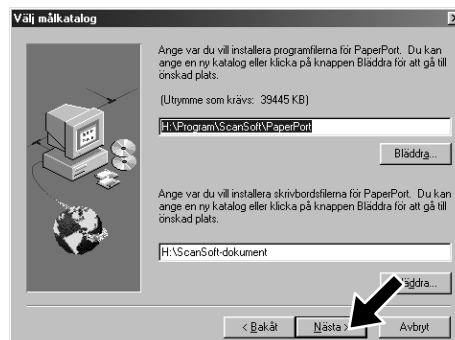 Välj målkatalog
Ange var du vill installera programfilerna för PaperPort. Du kan
ange en ny katalog eller klicka på knappen Bläddra för att gå till
önskad plats.
(Utrymme som krävs: 39445 KB)
H:\Program\ScanSoft\PaperPort
Bläddra...
Ange var du vill installera skrivbordsfilerna för PaperPort. Du kan
ange en ny katalog eller klicka på knappen Bläddra för att gå till
önskad plats.
H:\ScanSoft-dokument
äddra...
< Bakåt Nästa > Avbryt